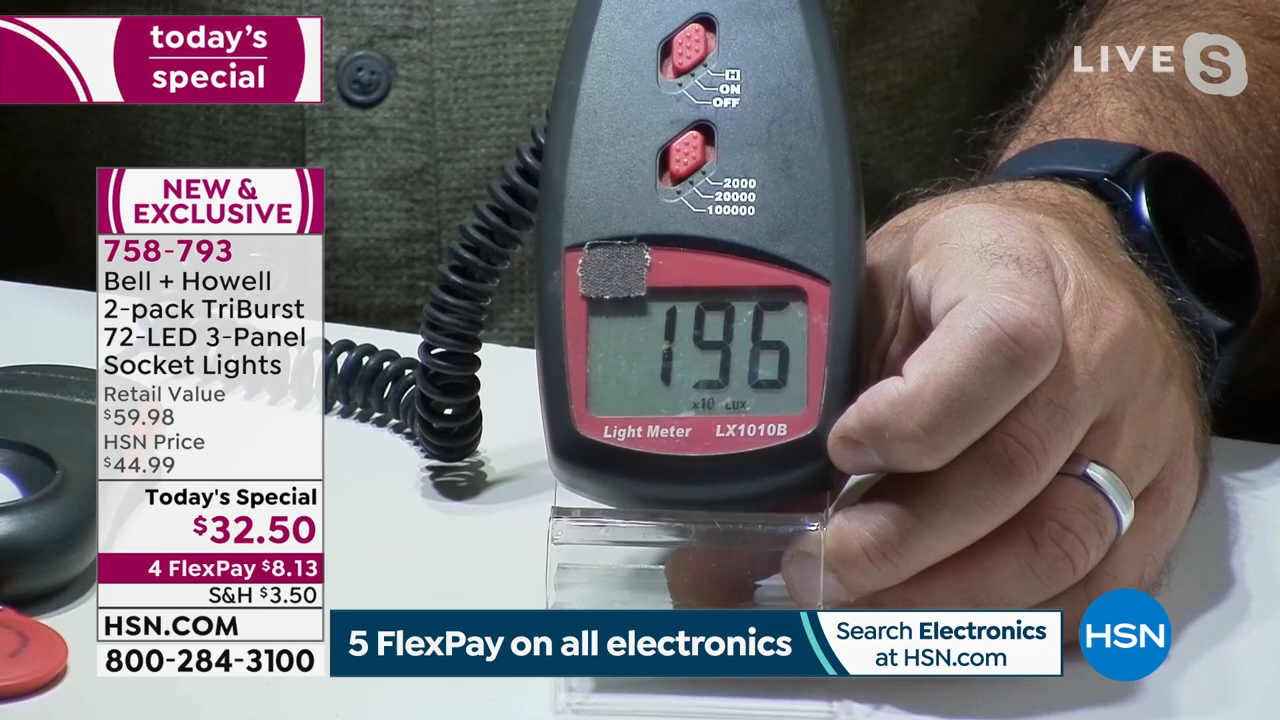 today's
special
LIVE S
NEW &
EXCLUSIVE
758-793
Bell + Howell
2-pack TriBurst
72-LED 3-Panel
Socket Lights
Retail Value
$59.98
HSN Price
$44.99
Today's Special
$32.50
4 FlexPay $8.13
S&H $3.50
HSN.COM
800-284-3100
H
ON
OFF
2000
20000
100000
196
x10 Lux
Light Meter LX1010B
5 FlexPay on all electronics
Search Electronics
at HSN.com
HSN